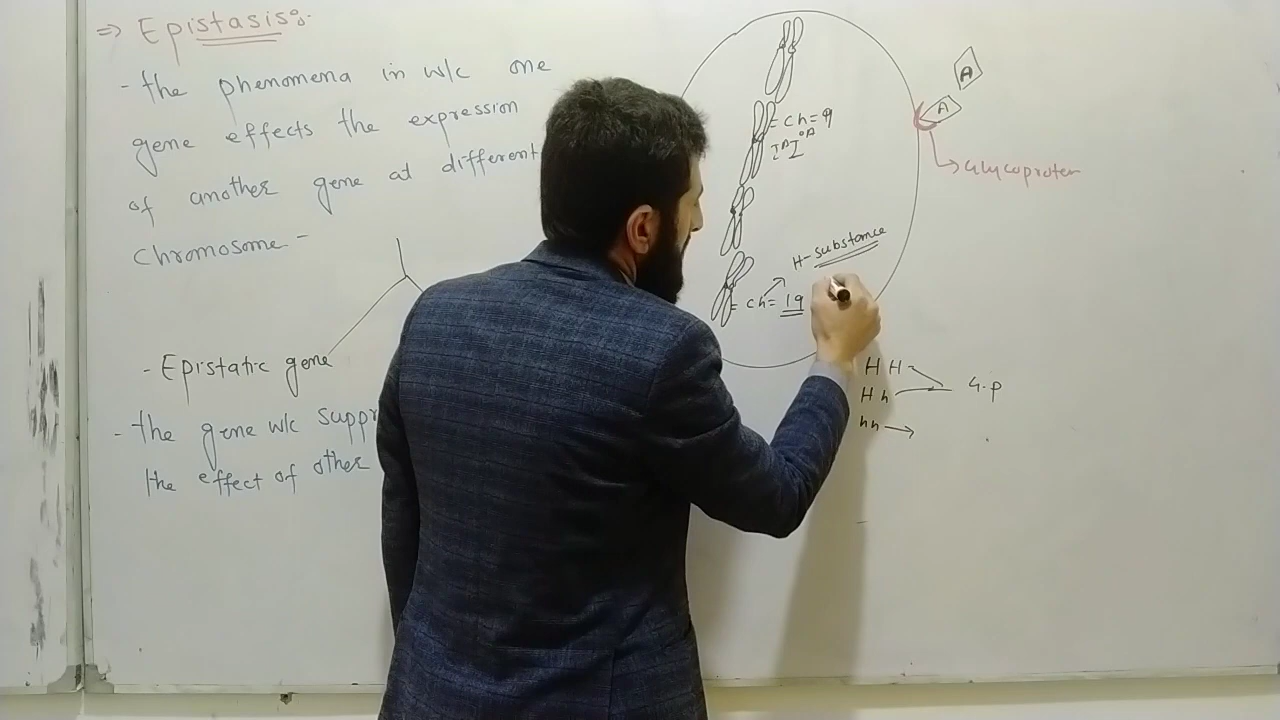 ⇒ Epistasis:-
- the phenomena in w/c one
gene effects the expression
of another gene at different
chromosome -
- Epistatic gene
- the gene w/c suppr
the effect of other
= ch= 9
I^A I^A
H-substance
= ch= 19
A
A
Glycoprotein
H H
H h
hh →
G.p